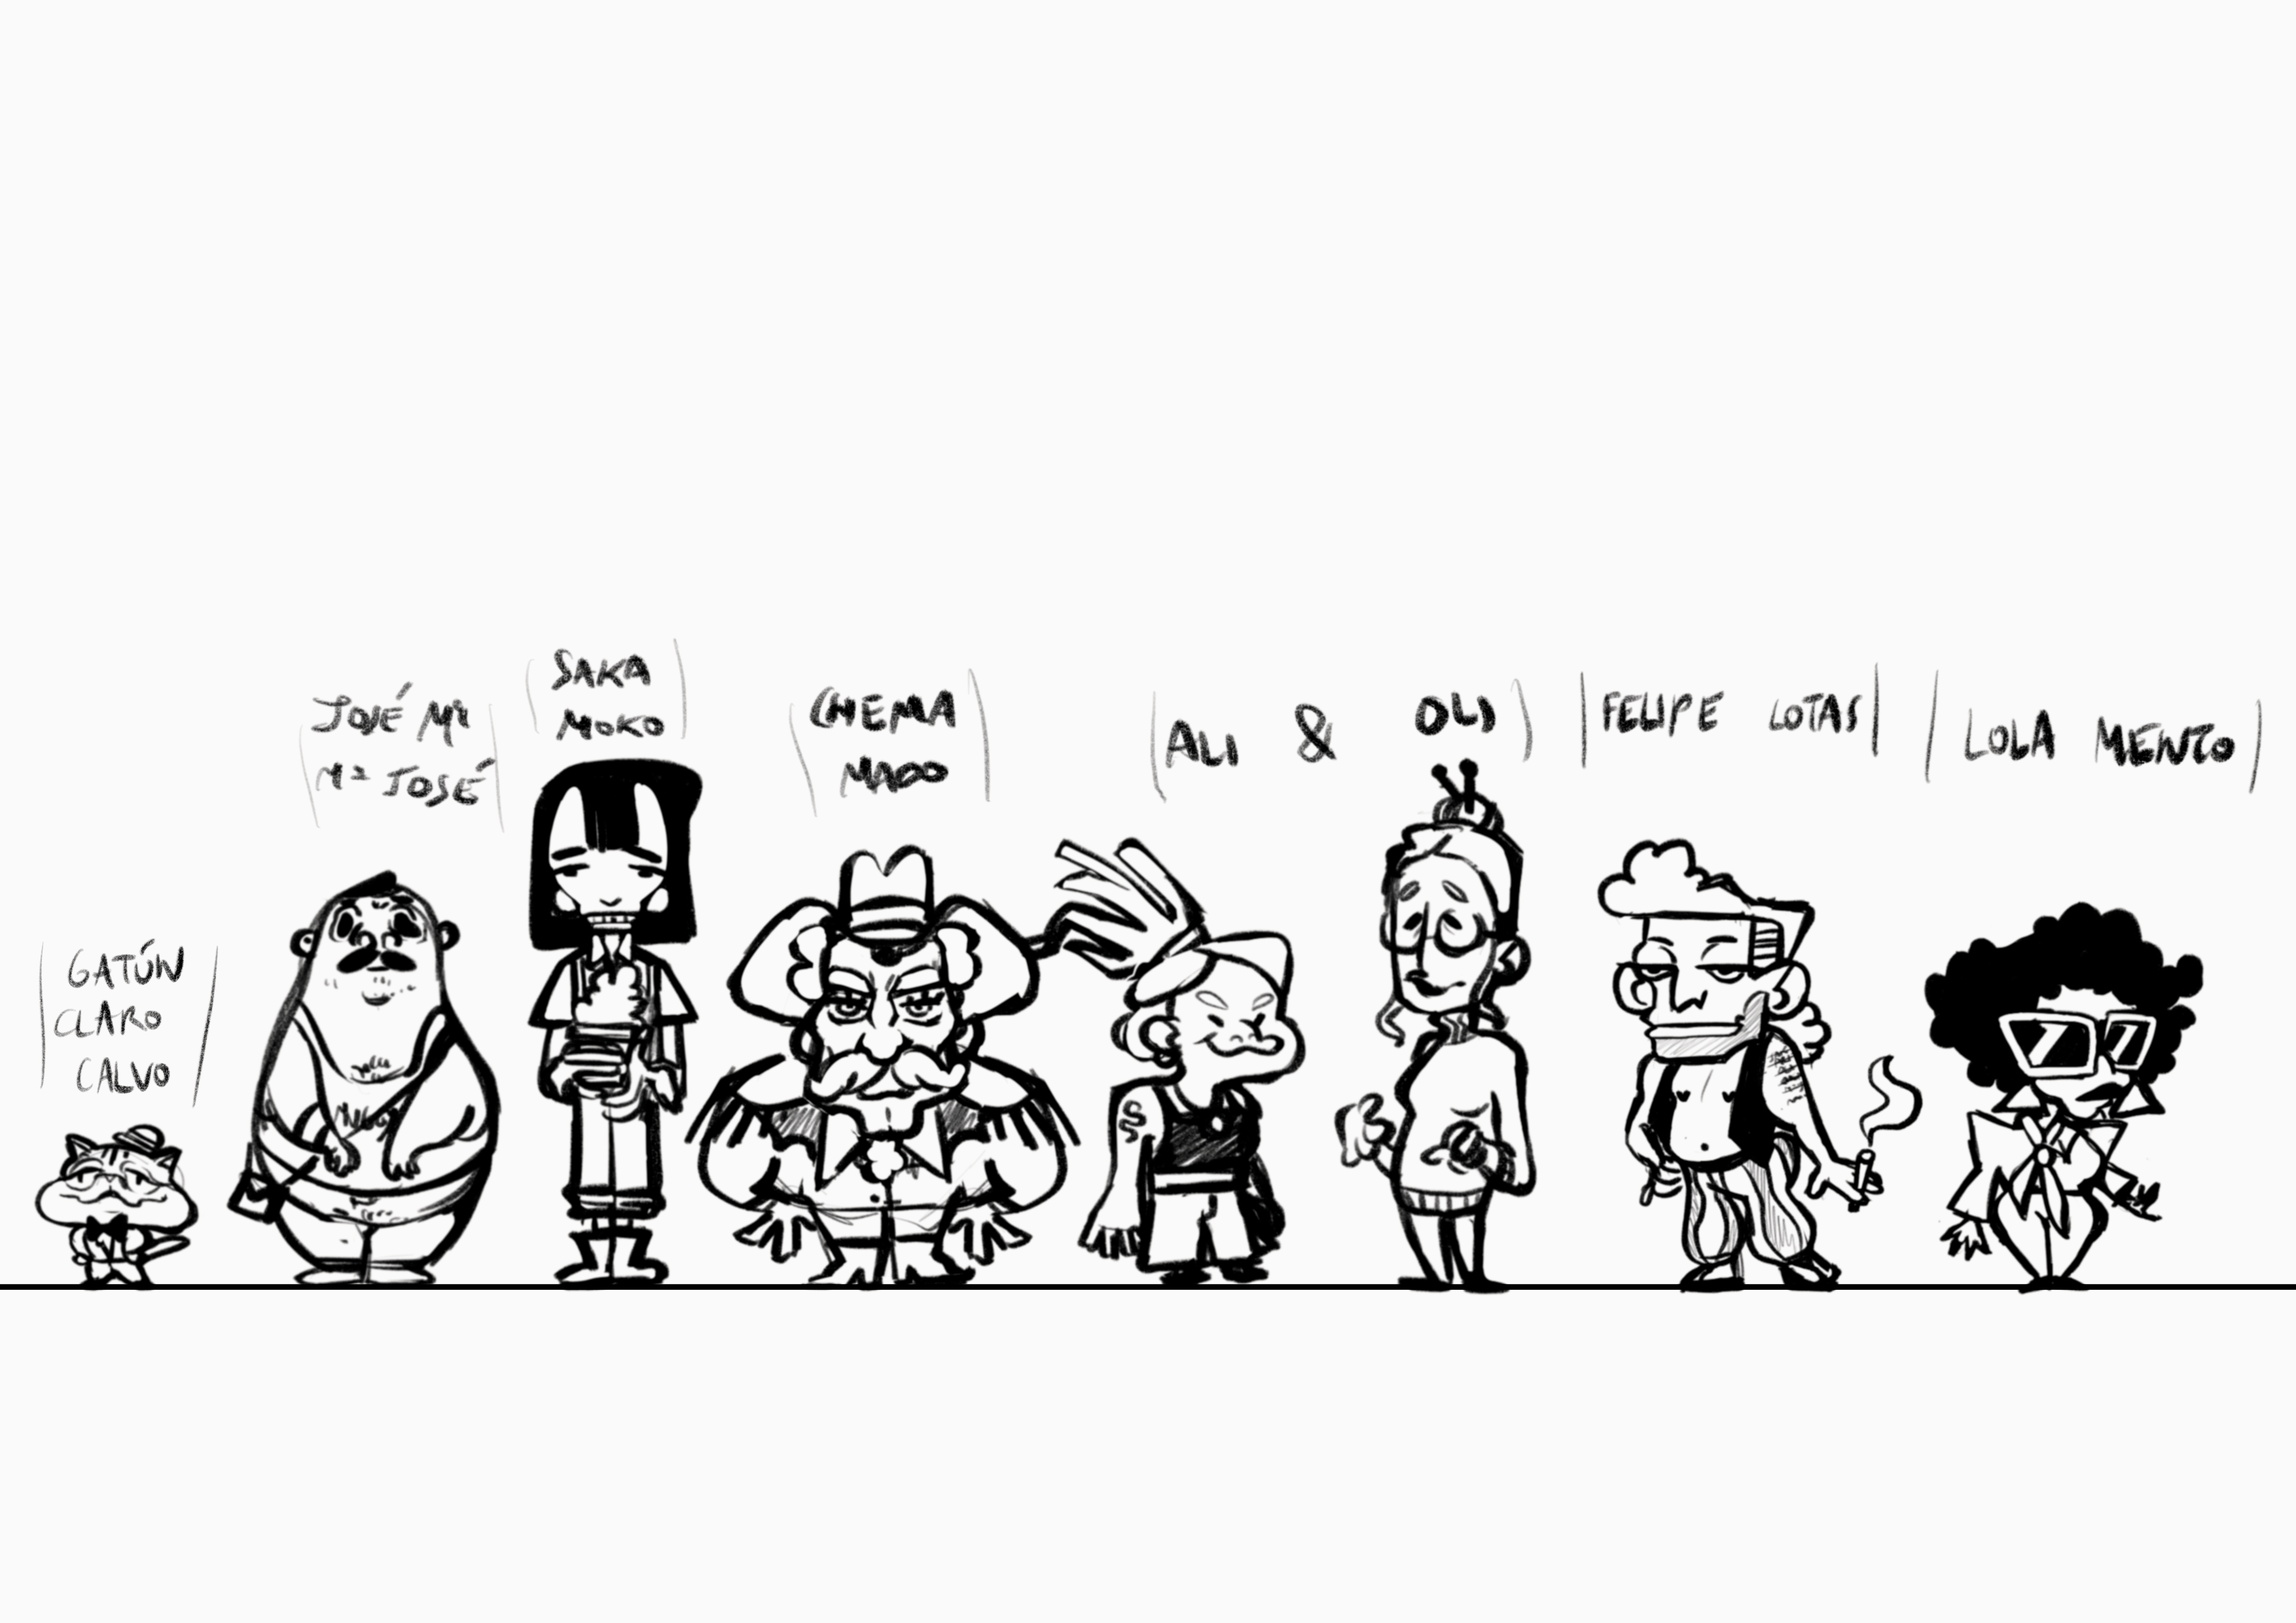 GATÚN
CLARO
CALVO
JOSÉ Mª
Mª JOSÉ
SAKA
MOKO
CHEMA
MADO
ALI & OLI
FELIPE LOTAS
LOLA MENTO